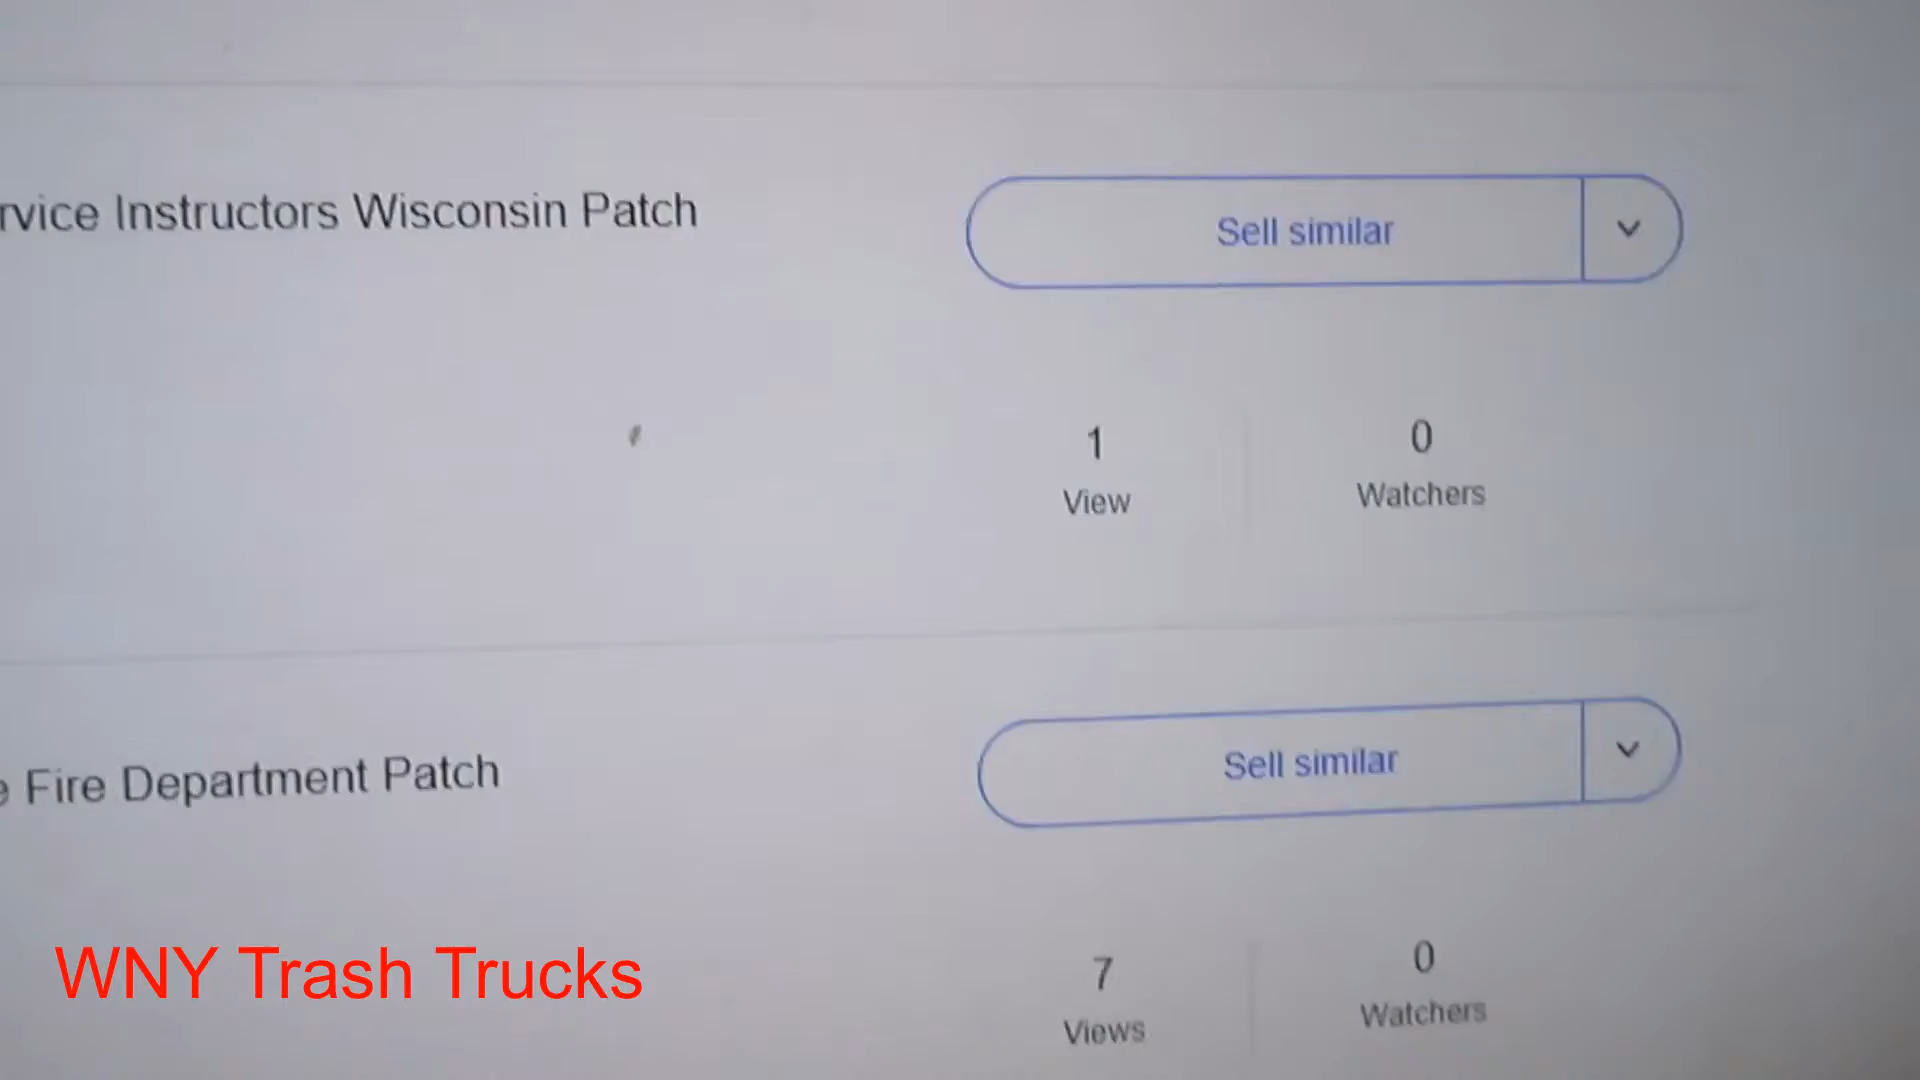 rvice Instructors Wisconsin Patch
Sell similar
1
View
0
Watchers
Fire Department Patch
Sell similar
7
Views
0
Watchers
WNY Trash Trucks